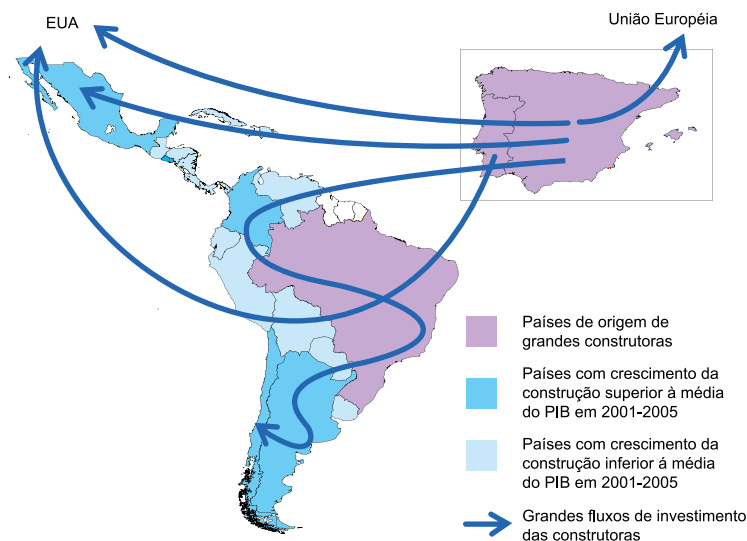 EUA
União Européia
Países de origem de
grandes construtoras
Países com crescimento da
construção superior à média
do PIB em 2001-2005
Países com crescimento da
construção inferior á média
do PIB em 2001-2005
Grandes fluxos de investimento
das construtoras